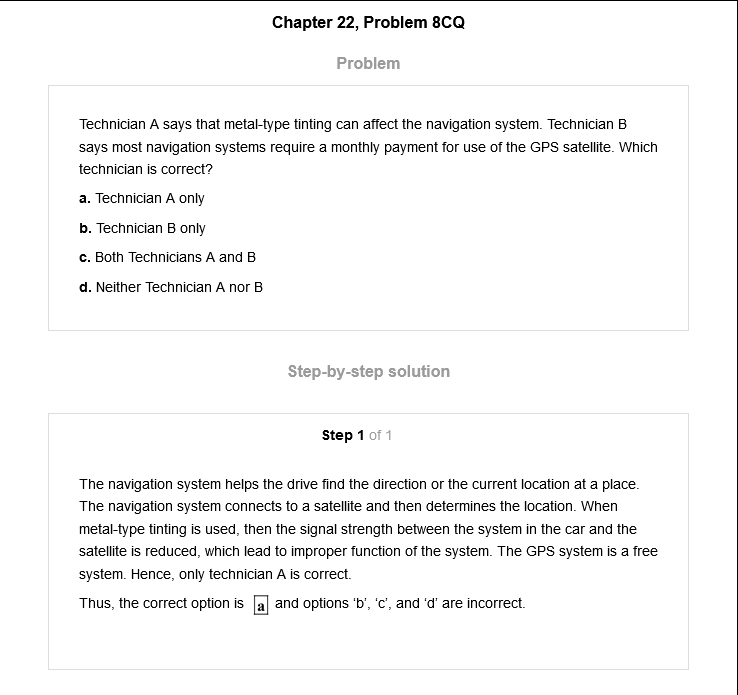 Chapter 22, Problem 8CQ
Problem
Technician A says that metal-type tinting can affect the navigation system. Technician B
says most navigation systems require a monthly payment for use of the GPS satellite. Which
technician is correct?
a. Technician A only
b. Technician B only
c. Both Technicians A and B
d. Neither Technician A nor B
Step-by-step solution
Step 1 of 1
The navigation system helps the drive find the direction or the current location at a place.
The navigation system connects to a satellite and then determines the location. When
metal-type tinting is used, then the signal strength between the system in the car and the
satellite is reduced, which lead to improper function of the system. The GPS system is a free
system. Hence, only technician A is correct.
Thus, the correct option is a and options ‘b’, ‘c’, and ‘d’ are incorrect.